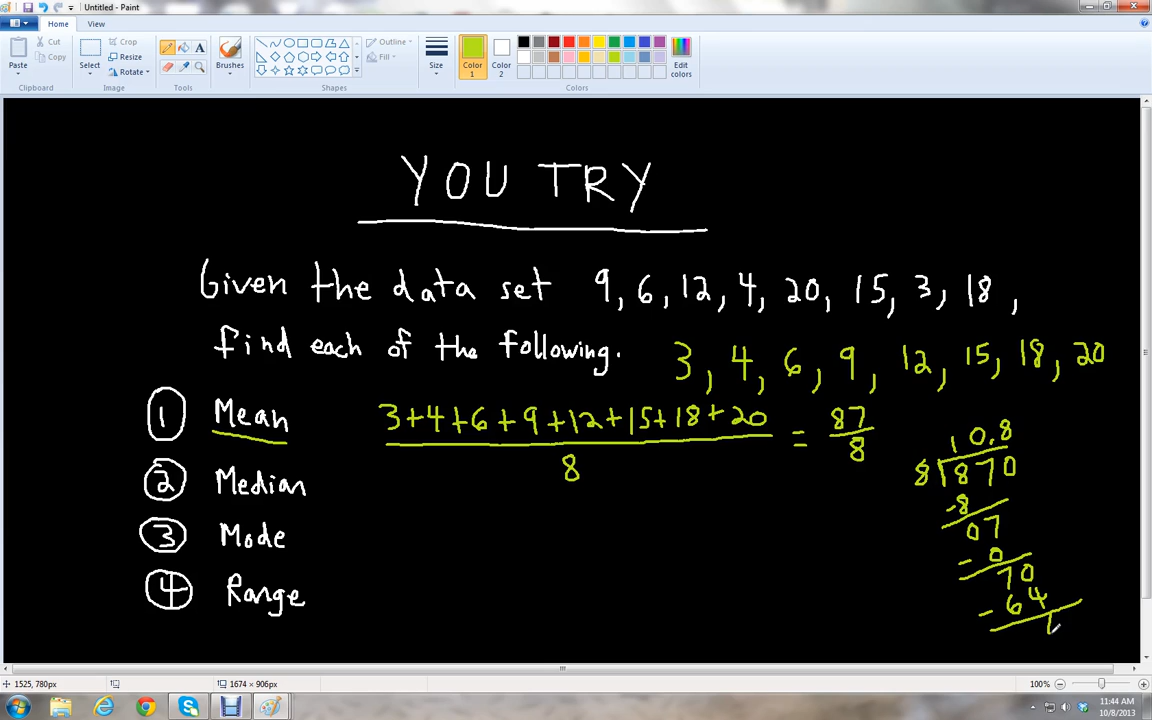 Untitled - Paint
Home View
Paste Cut Copy Clipboard
Select Crop Resize Rotate Image
Tools
Brushes
Outline Fill Shapes
Size
Color 1 Color 2 Edit colors Colors
YOU TRY
Given the data set 9, 6, 12, 4, 20, 15, 3, 18,
find each of the following.
3, 4, 6, 9, 12, 15, 18, 20
1 Mean
3+4+6+9+12+15+18+20
8
= 87
8
2 Median
3 Mode
4 Range
10.8
8 870
-8
07
-0
70
-64
1525, 780px
1674 × 906px
100%
11:44 AM
10/8/2013